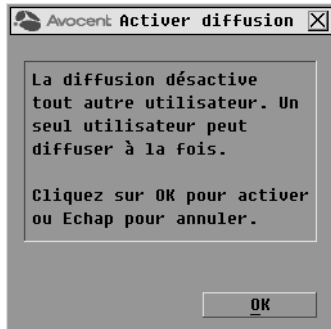 Avocent Activer diffusion
La diffusion désactive
tout autre utilisateur. Un
seul utilisateur peut
diffuser à la fois.
Cliquez sur OK pour activer
ou Echap pour annuler.
OK